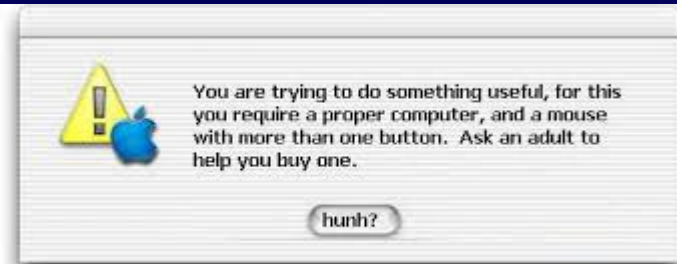 You are trying to do something useful, for this
you require a proper computer, and a mouse
with more than one button. Ask an adult to
help you buy one.
hunh?